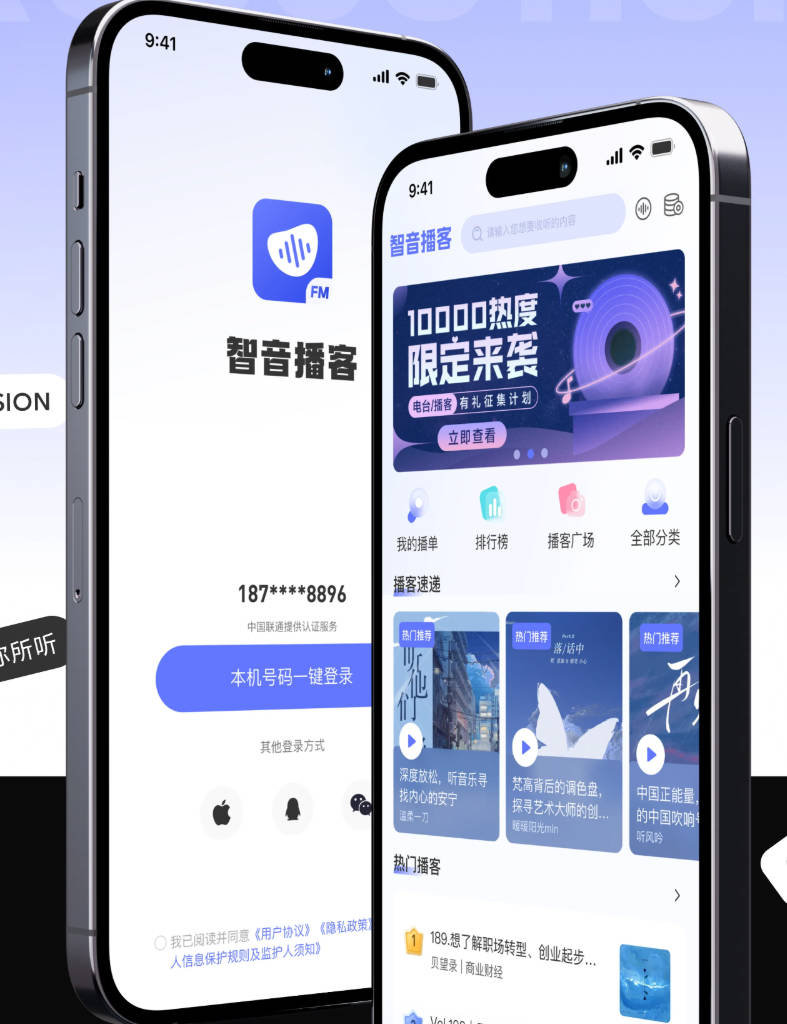 9:41
FM
智音播客
187****8896
中国联通提供认证服务
本机号码一键登录
其他登录方式
我已阅读并同意《用户协议》《隐私政策》
人信息保护规则及监护人须知》
SION
你所听
9:41
智音播客
请输入您想要收听的内容
10000热度
限定来袭
电台/播客 有礼征集计划
立即查看
我的播单
排行榜
播客广场
全部分类
播客速递
热门推荐
深度放松，听音乐寻
找内心的安宁
温柔一刀
热门推荐
落/话中
梵高背后的调色盘，
探寻艺术大师的创...
暖暖阳光min
热门推荐
再
中国正能量，
的中国吹响号
听风吟
热门播客
1
189.想了解职场转型、创业起步...
贝望录 | 商业财经